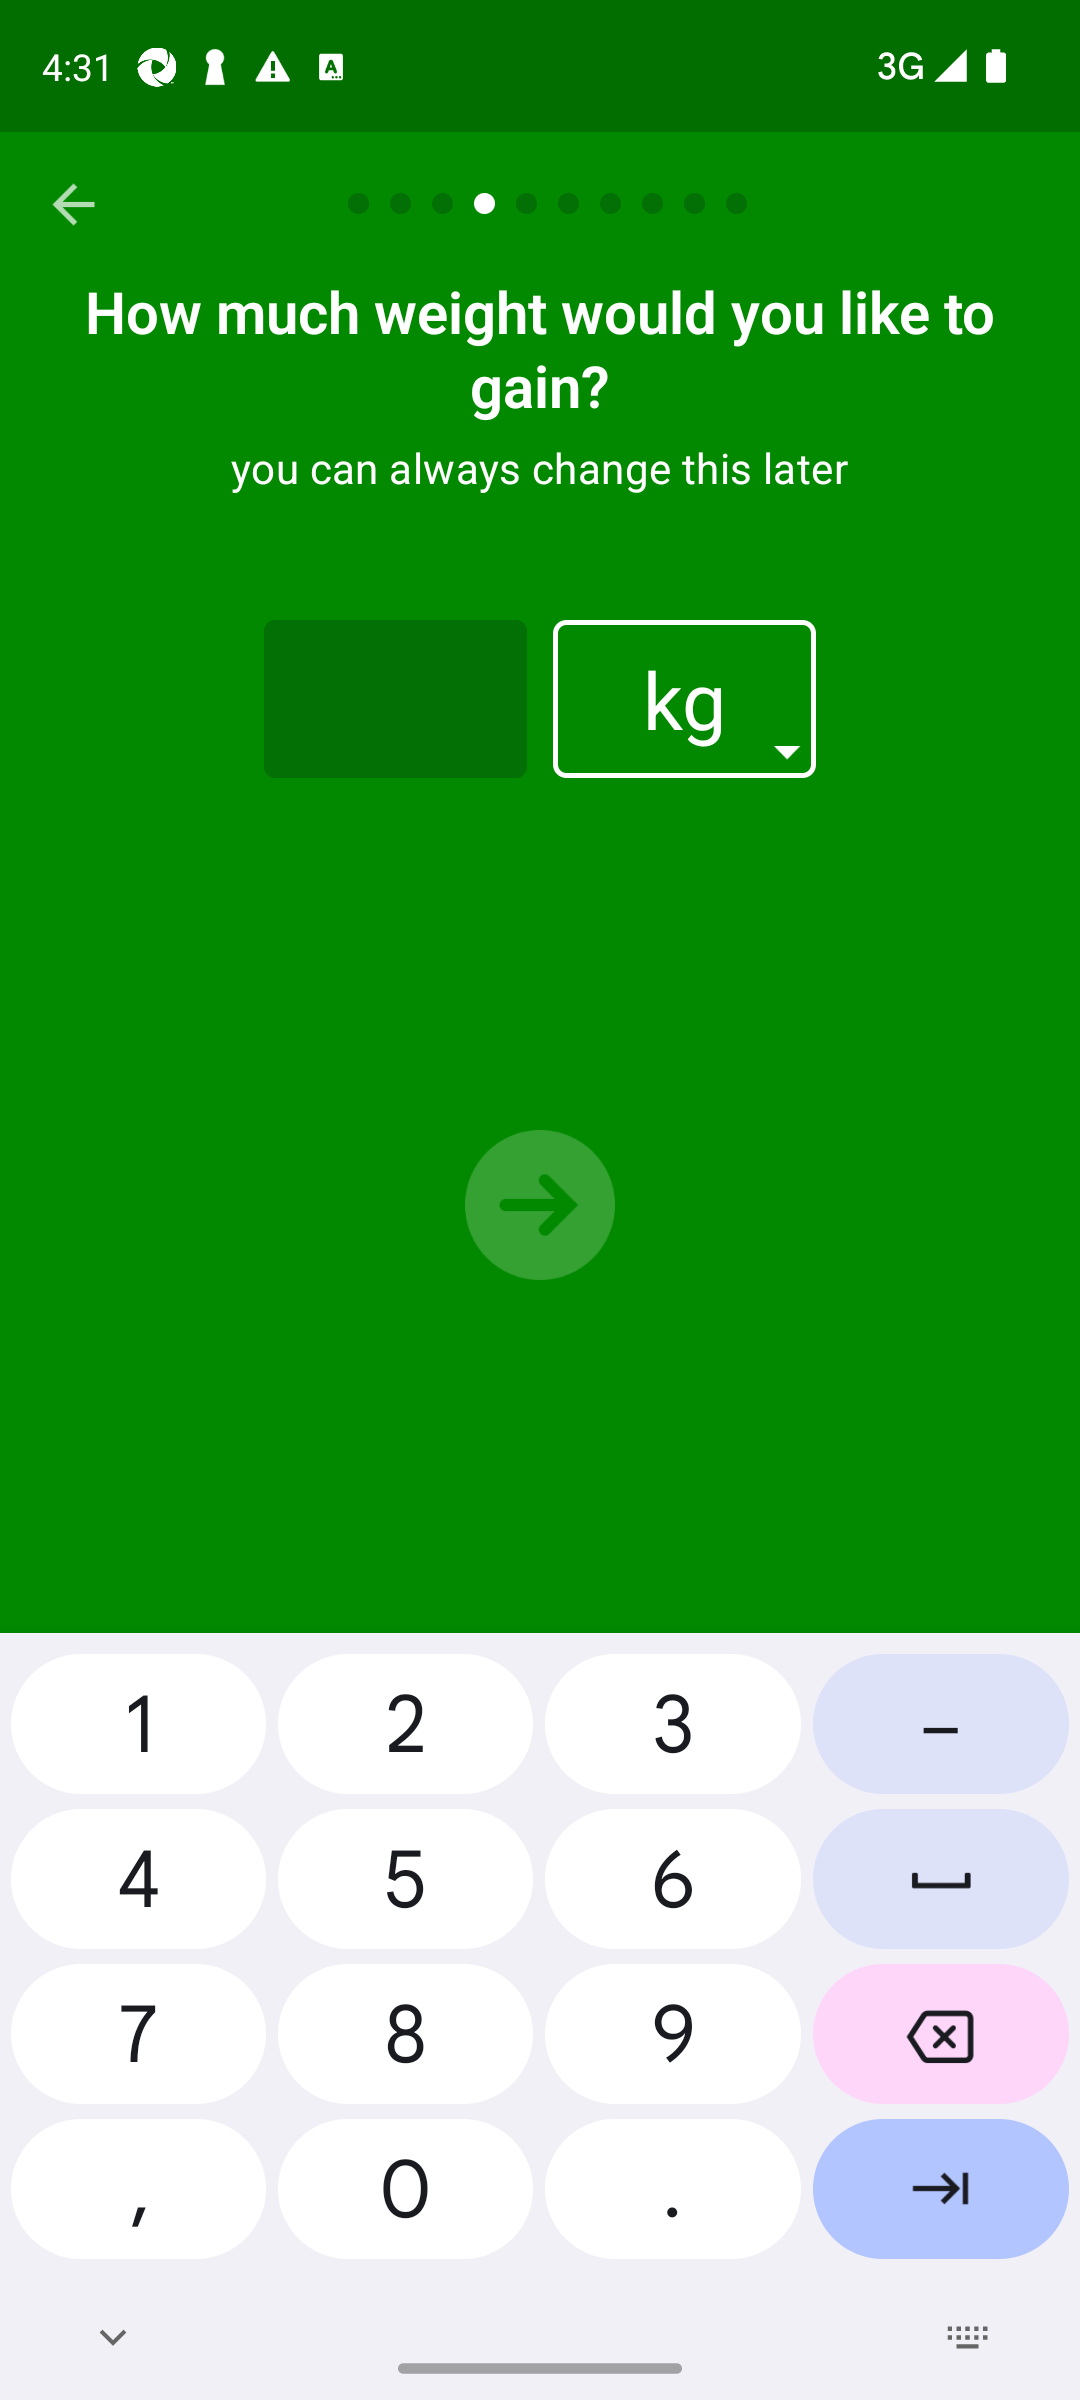 4:31
3G
How much weight would you like to
gain?
you can always change this later
kg
1 2 3 –
4 5 6
7 8 9
, 0 .